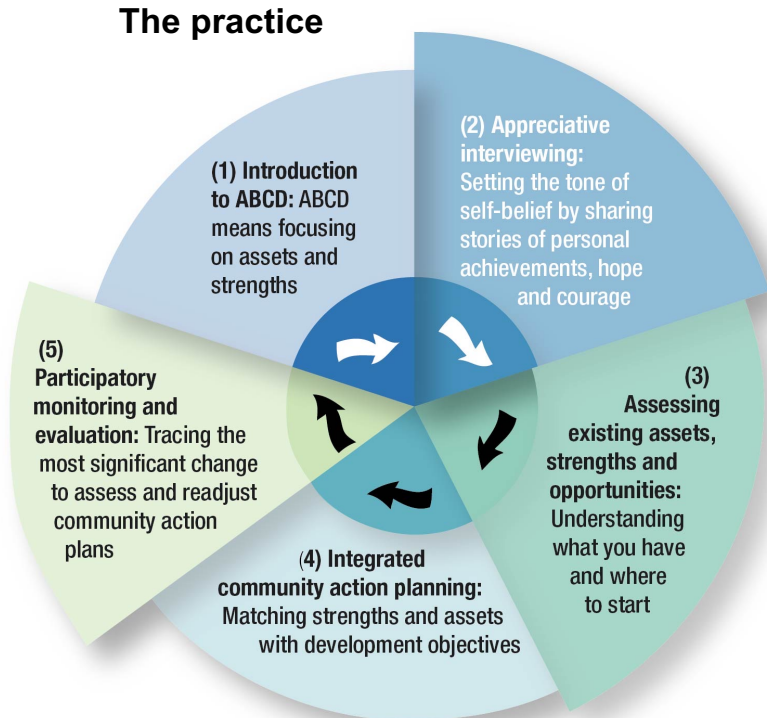 The practice
(1) Introduction
to ABCD: ABCD
means focusing
on assets and
strengths
(2) Appreciative
interviewing:
Setting the tone of
self-belief by sharing
stories of personal
achievements, hope
and courage
(3)
Assessing
existing assets,
strengths and
opportunities:
Understanding
what you have
and where
to start
(4) Integrated
community action planning:
Matching strengths and assets
with development objectives
(5)
Participatory
monitoring and
evaluation: Tracing the
most significant change
to assess and readjust
community action
plans